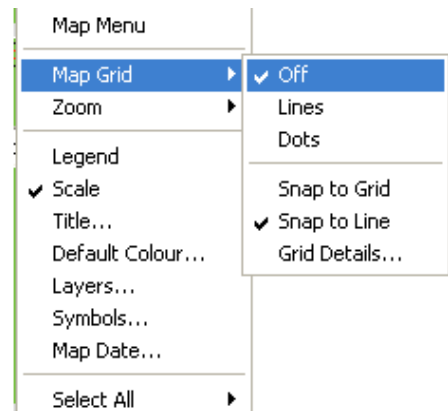 Map Menu
Map Grid
Zoom
Legend
Scale
Title...
Default Colour...
Layers...
Symbols...
Map Date...
Select All
Off
Lines
Dots
Snap to Grid
Snap to Line
Grid Details...